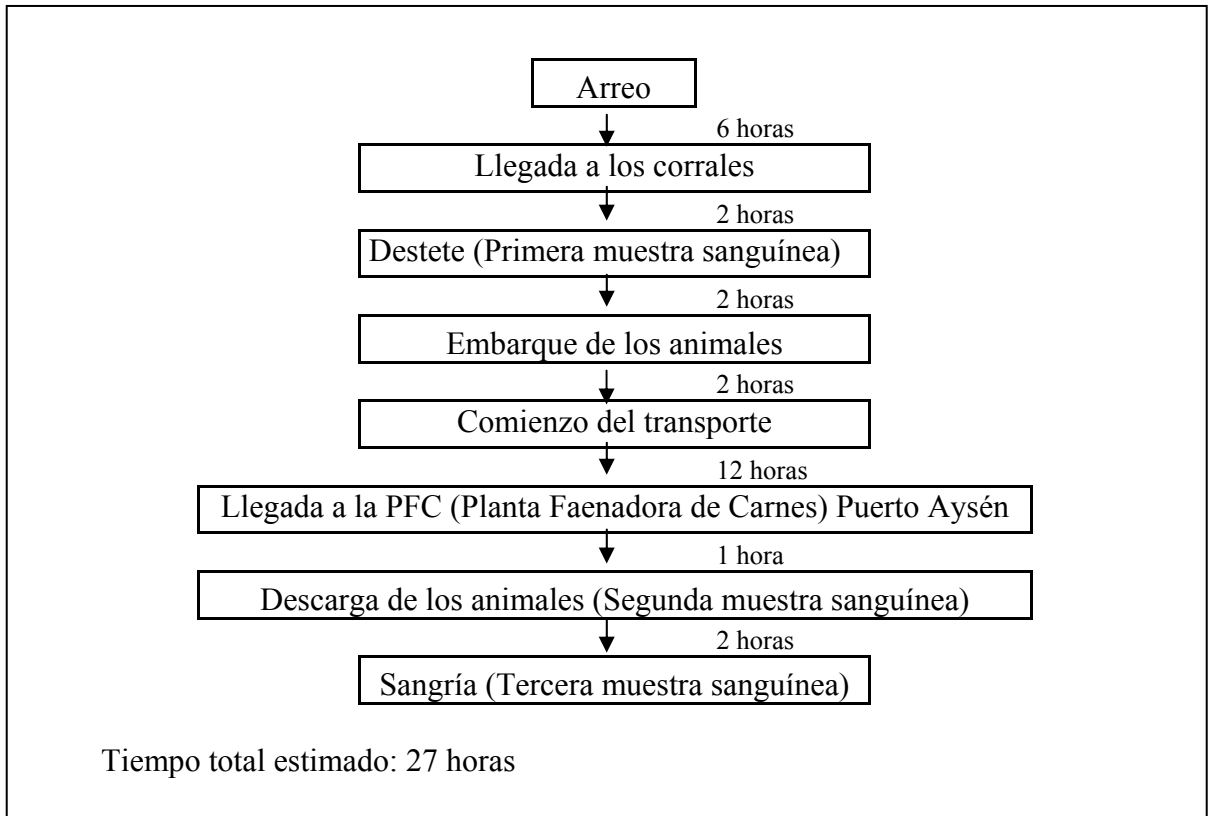 Arreo
6 horas
Llegada a los corrales
2 horas
Destete (Primera muestra sanguínea)
2 horas
Embarque de los animales
2 horas
Comienzo del transporte
12 horas
Llegada a la PFC (Planta Faenadora de Carnes) Puerto Aysén
1 hora
Descarga de los animales (Segunda muestra sanguínea)
2 horas
Sangría (Tercera muestra sanguínea)
Tiempo total estimado: 27 horas